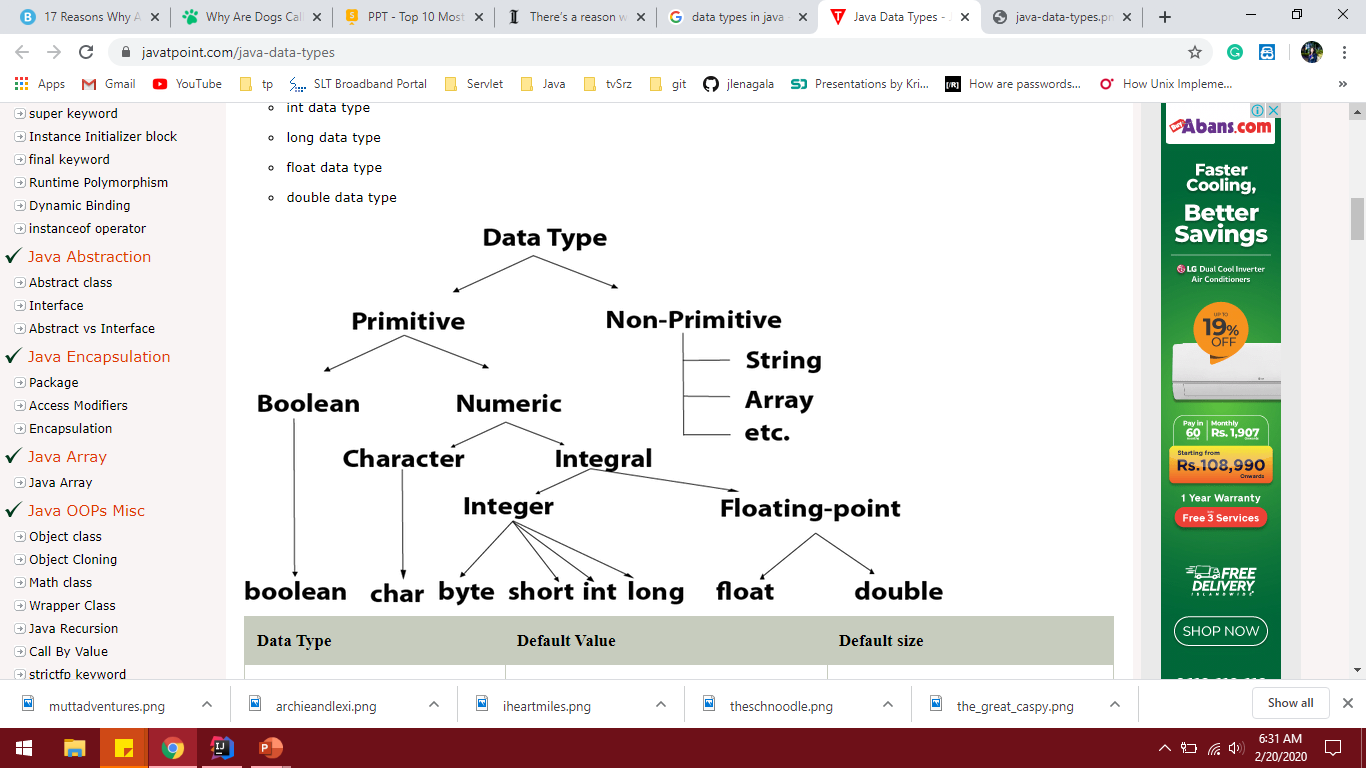 17 Reasons Why A
Why Are Dogs Cal
PPT - Top 10 Most
There's a reason w
data types in java
Java Data Types -
java-data-types.pn
javatpoint.com/java-data-types
Apps
Gmail
YouTube
tp
SLT Broadband Portal
Servlet
Java
tvSrz
git
jlenagala
Presentations by Kri...
How are passwords...
How Unix Impleme...
super keyword
Instance Initializer block
final keyword
Runtime Polymorphism
Dynamic Binding
instanceof operator
Java Abstraction
Abstract class
Interface
Abstract vs Interface
Java Encapsulation
Package
Access Modifiers
Encapsulation
Java Array
Java Array
Java OOPs Misc
Object class
Object Cloning
Math class
Wrapper Class
Java Recursion
Call By Value
strictfp keyword
int data type
long data type
float data type
double data type
Data Type
Primitive
Non-Primitive
String
Array
etc.
Boolean
Numeric
Character
Integral
Integer
Floating-point
boolean
char
byte
short
int
long
float
double
Data Type
Default Value
Default size
Abans.com
Faster
Cooling,
Better
Savings
LG Dual Cool Inverter
Air Conditioners
UP TO
19%
OFF
Pay in
60
Monthly
Rs. 1,907
Starting from
Rs.108,990
Onwards
1 Year Warranty
Free 3 Services
FREE
DELIVERY
ISLANDWIDE
SHOP NOW
muttadventures.png
archieandlexi.png
iheartmiles.png
theschnoodle.png
the_great_caspy.png
Show all
6:31 AM
2/20/2020